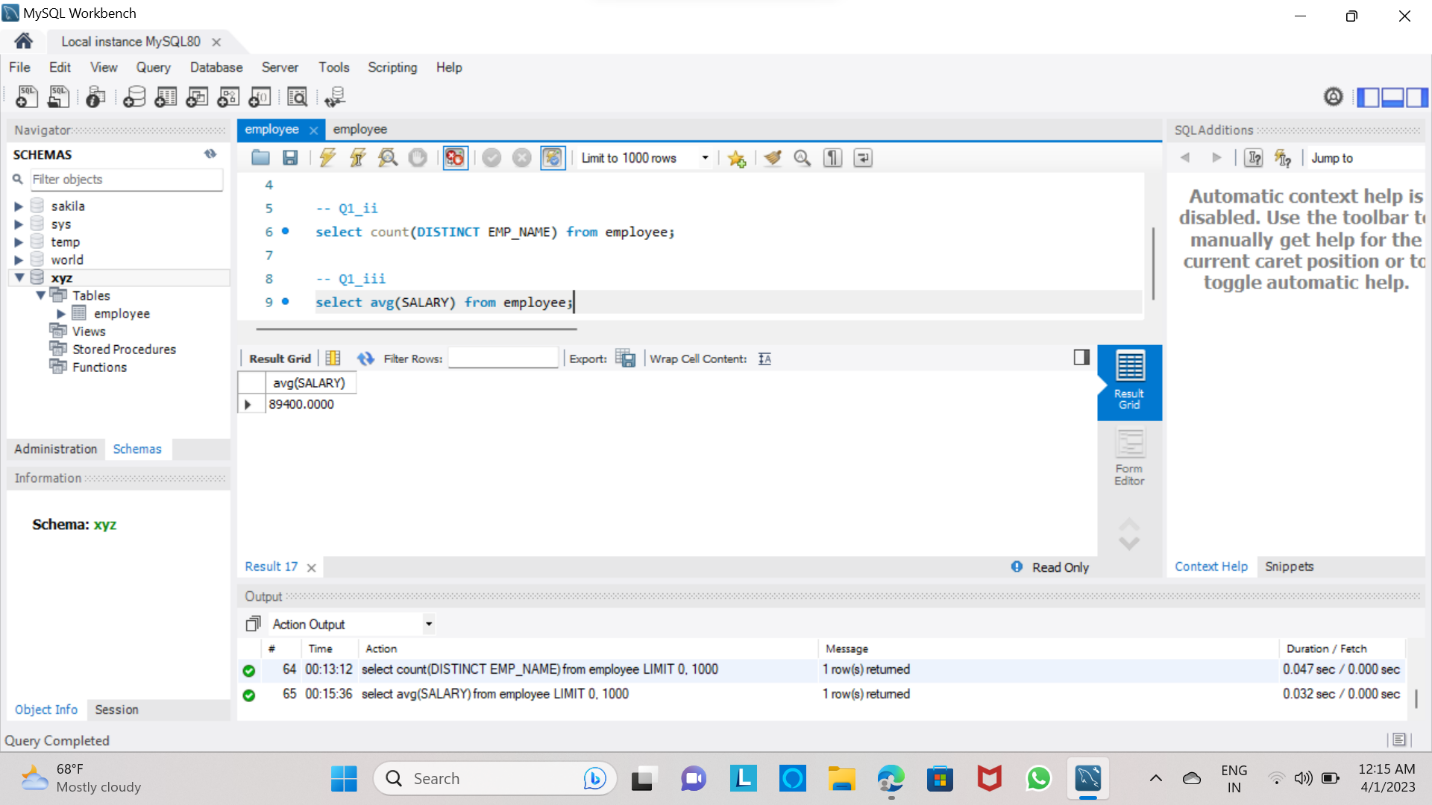 MySQL Workbench
Local instance MySQL80
File Edit View Query Database Server Tools Scripting Help
Navigator
SCHEMAS
Filter objects
sakila
sys
temp
world
xyz
Tables
employee
Views
Stored Procedures
Functions
Administration Schemas
Information
Schema: xyz
Object Info Session
employee employee
Limit to 1000 rows
4
5 -- Q1_ii
6 select count(DISTINCT EMP_NAME) from employee;
7
8 -- Q1_iii
9 select avg(SALARY) from employee;
Result Grid Filter Rows: Export: Wrap Cell Content:
avg(SALARY)
89400.0000
Result
Grid
Form
Editor
Result 17 Read Only
SQLAdditions
Jump to
Automatic context help is
disabled. Use the toolbar to
manually get help for the
current caret position or to
toggle automatic help.
Context Help Snippets
Output
Action Output
# Time Action Message Duration / Fetch
64 00:13:12 select count(DISTINCT EMP_NAME) from employee LIMIT 0, 1000 1 row(s) returned 0.047 sec / 0.000 sec
65 00:15:36 select avg(SALARY) from employee LIMIT 0, 1000 1 row(s) returned 0.032 sec / 0.000 sec
Query Completed
68°F
Mostly cloudy
Search
ENG
IN
12:15 AM
4/1/2023